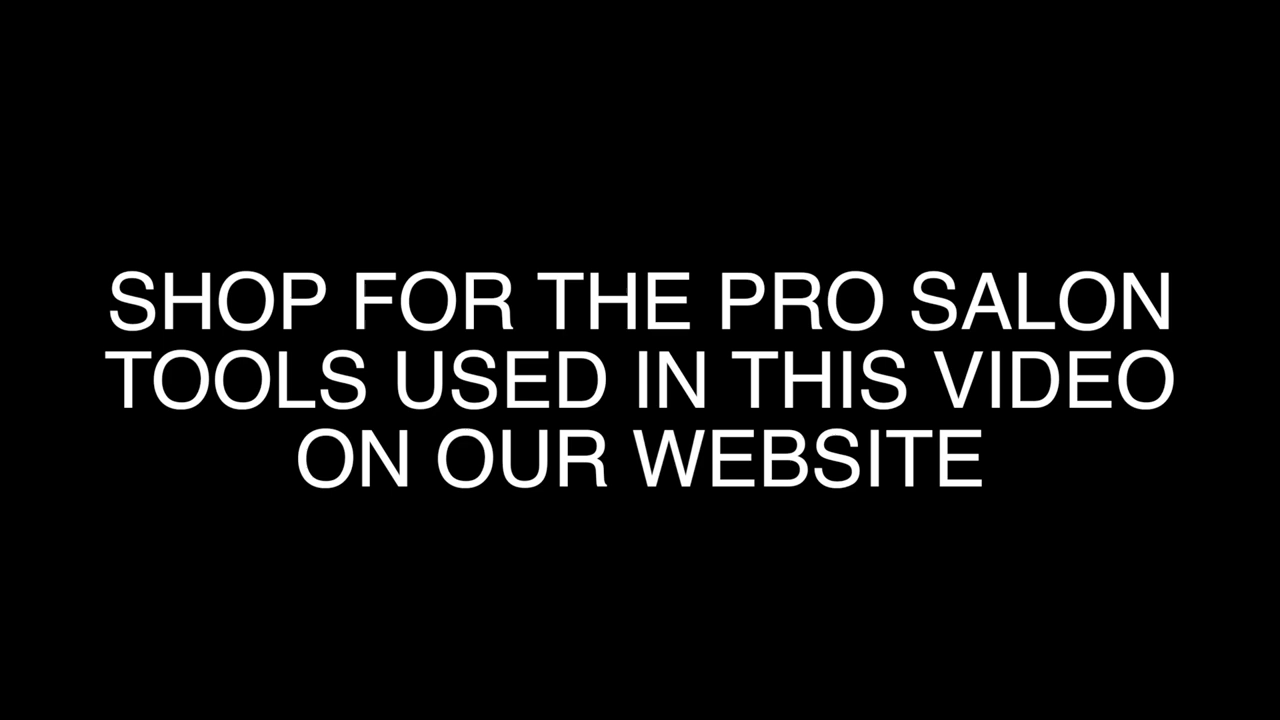 SHOP FOR THE PRO SALON
TOOLS USED IN THIS VIDEO
ON OUR WEBSITE